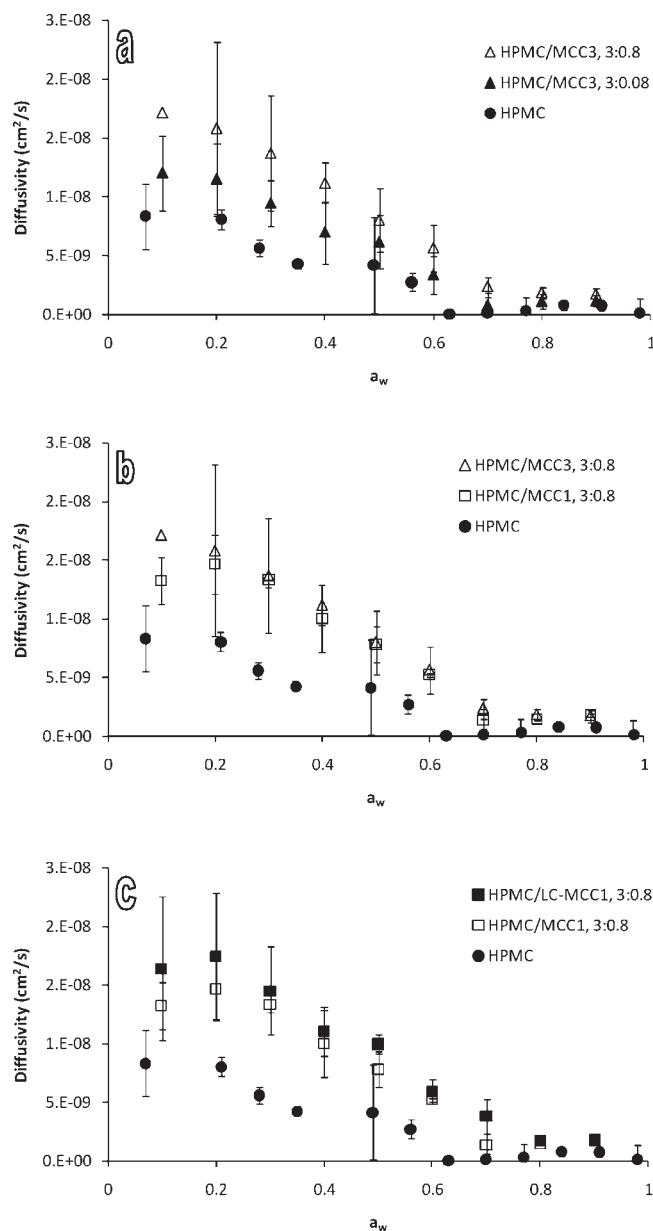 a
3.E-08
2.E-08
2.E-08
1.E-08
5.E-09
0.E+00
Diffusivity (cm²/s)
HPMC/MCC3, 3:0.8
HPMC/MCC3, 3:0.08
HPMC
0 0.2 0.4 0.6 0.8 1
a_w
b
3.E-08
2.E-08
2.E-08
1.E-08
5.E-09
0.E+00
Diffusivity (cm²/s)
HPMC/MCC3, 3:0.8
HPMC/MCC1, 3:0.8
HPMC
0 0.2 0.4 0.6 0.8 1
a_w
c
3.E-08
2.E-08
2.E-08
1.E-08
5.E-09
0.E+00
Diffusivity (cm²/s)
HPMC/LC-MCC1, 3:0.8
HPMC/MCC1, 3:0.8
HPMC
0 0.2 0.4 0.6 0.8 1
a_w